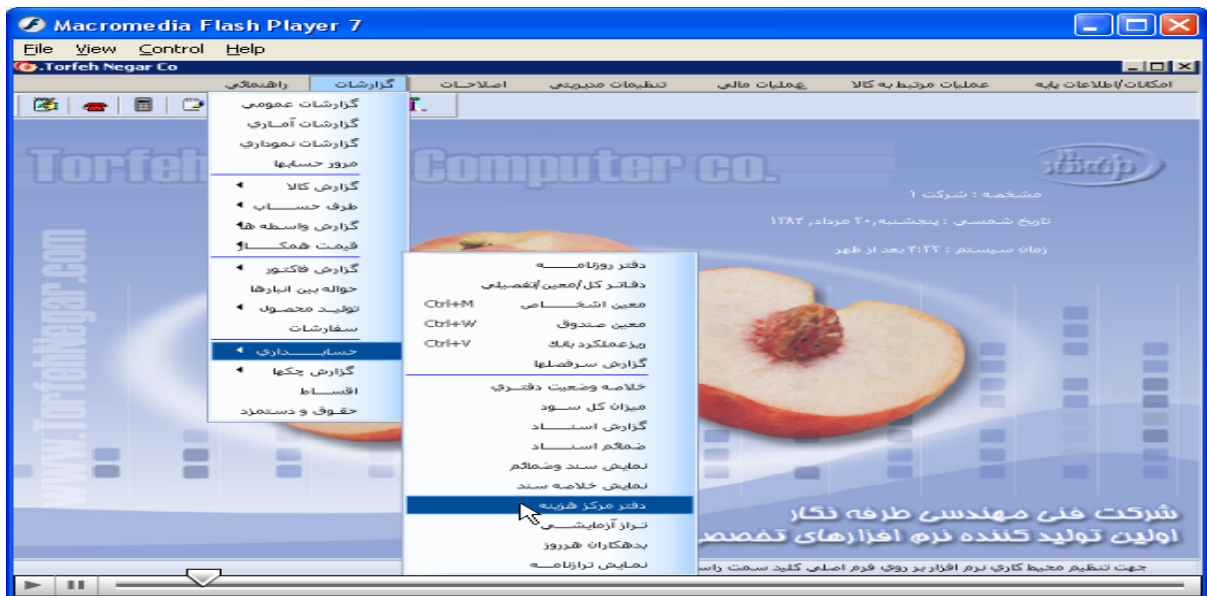 Macromedia Flash Player 7
File View Control Help
.Torfeh Negar Co
امکانات/اطلاعات پایه عملیات مرتبط به کالا عملیات مالی تنظیمات مدیریتی اصلاحات گزارشات راهنمائی
گزارشات عمومی
گزارشات آماری
گزارشات نموداری
مرور حسابها
گزارش کالا
طرف حساب
گزارش واسطه ها
قیمت همکار
گزارش فاکتور
حواله بین انبارها
تولید محصول
سفارشات
حسابداری
گزارش چکها
اقساط
حقوق و دستمزد
دفتر روزنامه
دفاتر کل/معین/تفصیلی
معین اشخاص Ctrl+M
معین صندوق Ctrl+W
ریزعملکرد بانک Ctrl+V
گزارش سرفصلها
خلاصه وضعیت دفتری
میزان کل سود
گزارش اسناد
ضمائم اسناد
نمایش سند وضمائم
نمایش خلاصه سند
دفتر مرکز هزینه
تراز آزمایشی
بدهکاران هرروز
نمایش ترازنامه
Torfeh Computer co.
www.TorfehNegar.com
مشخصه : شرکت ۱
تاریخ شمسی : پنجشنبه, ۲۰ مرداد, ۱۳۸۳
زمان سیستم : ۴:۲۲ بعد از ظهر
شرکت فنی مهندسی طرفه نگار
اولین تولید کننده نرم افزارهای
جهت تنظیم محیط کاری نرم افزار بر روی فرم اصلی کلید سمت